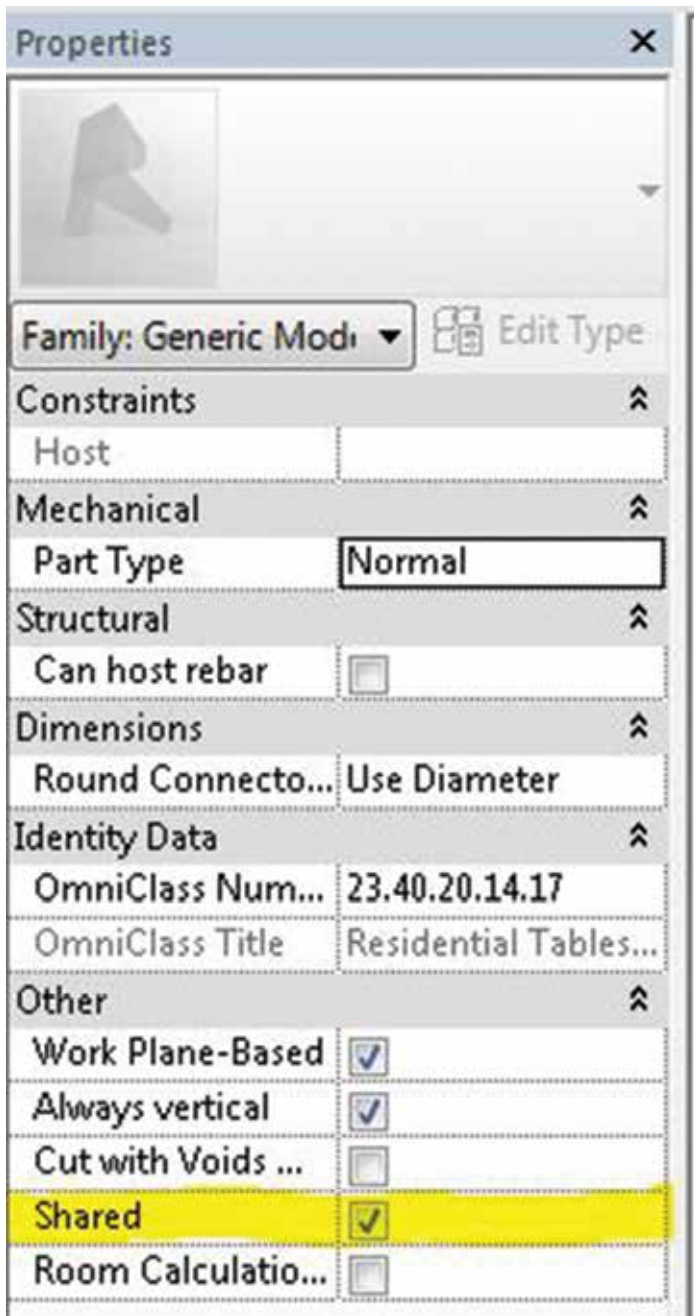 Properties
Family: Generic Mod
Edit Type
Constraints
Host
Mechanical
Part Type Normal
Structural
Can host rebar
Dimensions
Round Connecto... Use Diameter
Identity Data
OmniClass Num... 23.40.20.14.17
OmniClass Title Residential Tables...
Other
Work Plane-Based
Always vertical
Cut with Voids ...
Shared
Room Calculatio...